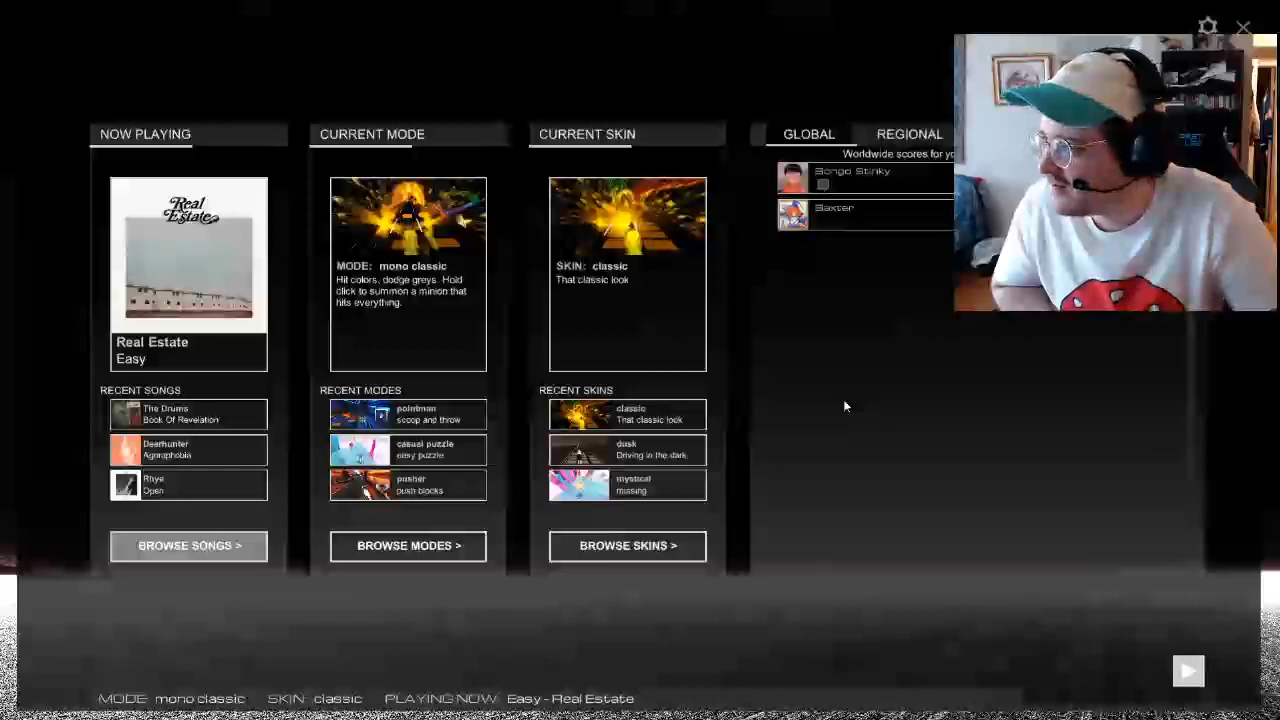 NOW PLAYING
Real Estate
Real Estate
Easy
RECENT SONGS
The Drums
Book Of Revelation
Deerhunter
Agoraphobia
Rhye
Open
BROWSE SONGS >
CURRENT MODE
MODE: mono classic
Hit colors, dodge greys. Hold
click to summon a minion that
hits everything.
RECENT MODES
pointman
scoop and throw
casual puzzle
easy puzzle
pusher
push blocks
BROWSE MODES >
CURRENT SKIN
SKIN: classic
That classic look
RECENT SKINS
classic
That classic look
dusk
Driving in the dark
mystical
missing
BROWSE SKINS >
GLOBAL REGIONAL
Worldwide scores for yo
Bongo Stinky
Baxter
MODE mono classic SKIN classic PLAYING NOW Easy - Real Estate